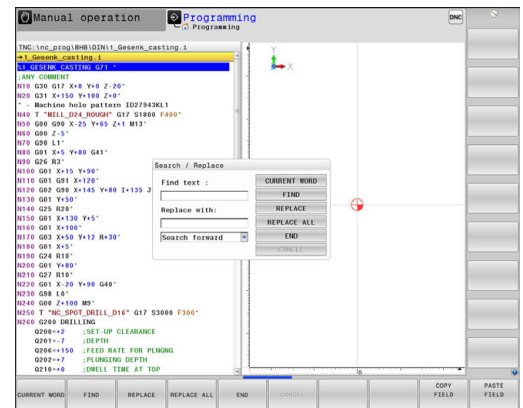 Manual operation
Programming
Programming
DNC
TNC:\nc_prog\BHB\DIN\1_Gesenk_casting.i
→1_Gesenk_casting.i
%1_GESENK_CASTING G71 *
;ANY COMMENT
N10 G30 G17 X+0 Y+0 Z-20*
N20 G31 X+150 Y+100 Z+0*
* - Machine hole pattern ID27943KL1
N40 T "MILL_D24_ROUGH" G17 S1800 F400*
N50 G00 G90 X-25 Y+65 Z+1 M13*
N60 G00 Z-5*
N70 G98 L1*
N80 G01 X+5 Y+80 G41*
N90 G26 R3*
N100 G01 X+15 Y+90*
N110 G01 G91 X+120*
N120 G02 G90 X+145 Y+80 I+135 J
N130 G01 Y+50*
N140 G25 R20*
N150 G01 X+130 Y+5*
N160 G01 X+100*
N170 G03 X+50 Y+12 R+30*
N180 G01 X+5*
N190 G24 R10*
N200 G01 Y+80*
N210 G27 R10*
N220 G01 X-20 Y+90 G40*
N230 G98 L0*
N240 G00 Z+100 M9*
N250 T "NC_SPOT_DRILL_D16" G17 S3000 F300*
N260 G200 DRILLING
Q200=+2 ;SET-UP CLEARANCE
Q201=-7 ;DEPTH
Q206=+150 ;FEED RATE FOR PLNGNG
Q202=+7 ;PLUNGING DEPTH
Q210=+0 ;DWELL TIME AT TOP
Y
X
0
Search / Replace
Find text :
Replace with:
Search forward
CURRENT WORD
FIND
REPLACE
REPLACE ALL
END
CANCEL
CURRENT WORD
FIND
REPLACE
REPLACE ALL
END
CANCEL
COPY FIELD
PASTE FIELD